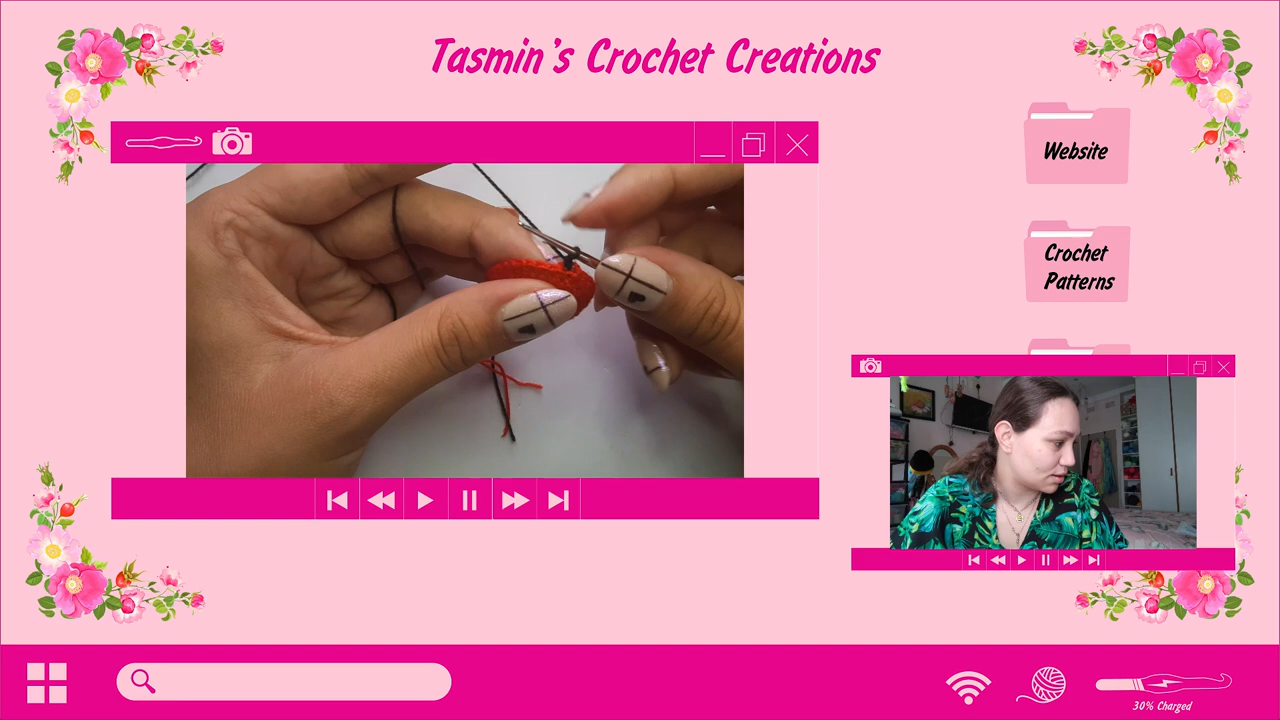 Tasmin's Crochet Creations
Website
Crochet
Patterns
30% Charged